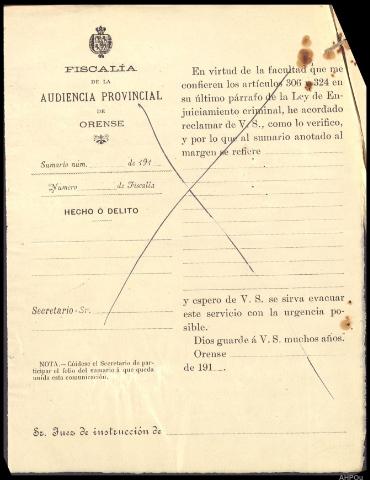 FISCALÍA
DE LA
AUDIENCIA PROVINCIAL
DE
ORENSE
Sumario núm. de 191
Número de Fiscalía
HECHO Ó DELITO
Secretario Sr.
NOTA.—Cúidese el Secretario de par-
ticipar el folio del sumario á que queda
unida esta comunicación.
En virtud de la facultad que me
confieren los artículos 306 y 324 en
su último párrafo de la Ley de En-
juiciamiento criminal, he acordado
reclamar de V. S., como lo verifico,
y por lo que al sumario anotado al
margen se refiere
y espero de V. S. se sirva evacuar
este servicio con la urgencia po-
sible.
Dios guarde á V. S. muchos años.
Orense
de 191 .
Sr. Juez de instrucción de
AHPOu